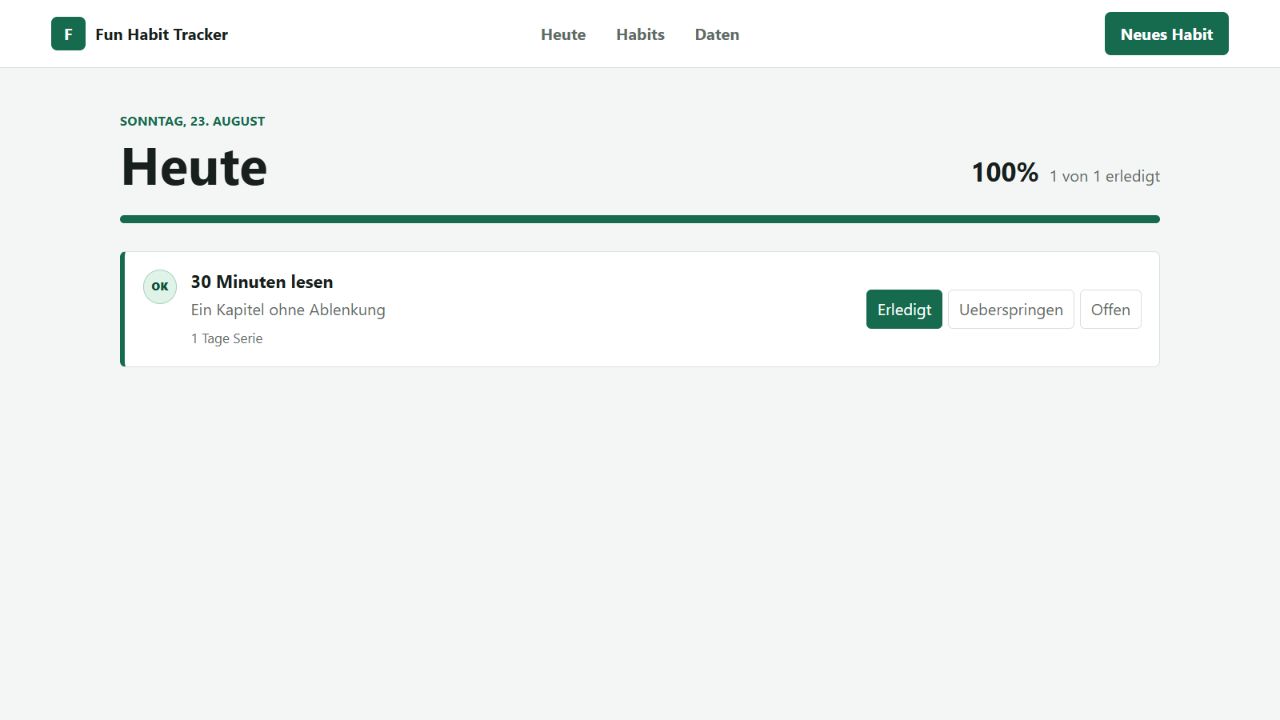 F Fun Habit Tracker Heute Habits Daten Neues Habit
SONNTAG, 23. AUGUST
Heute
100% 1 von 1 erledigt
OK 30 Minuten lesen
Ein Kapitel ohne Ablenkung
1 Tage Serie
Erledigt Ueberspringen Offen